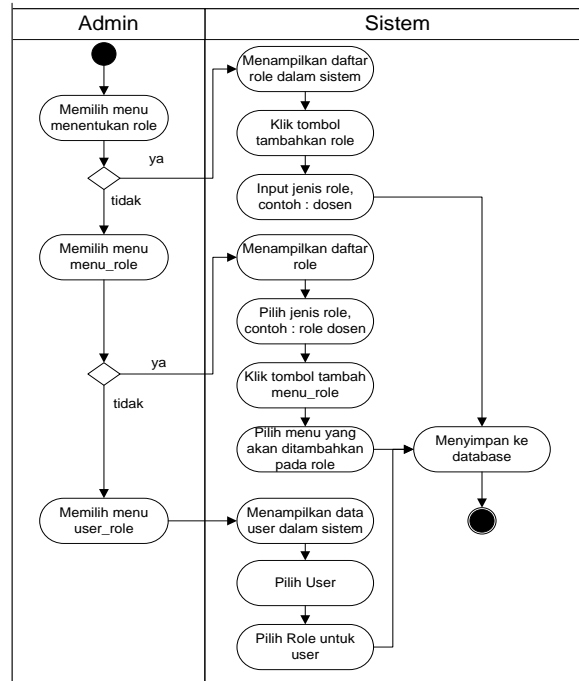 Admin
Sistem
Memilih menu
menentukan role
ya
tidak
Menampilkan daftar
role dalam sistem
Klik tombol
tambahkan role
Input jenis role,
contoh : dosen
Memilih menu
menu_role
ya
tidak
Menampilkan daftar
role
Pilih jenis role,
contoh : role dosen
Klik tombol tambah
menu_role
Pilih menu yang
akan ditambahkan
pada role
Menyimpan ke
database
Memilih menu
user_role
Menampilkan data
user dalam sistem
Pilih User
Pilih Role untuk
user